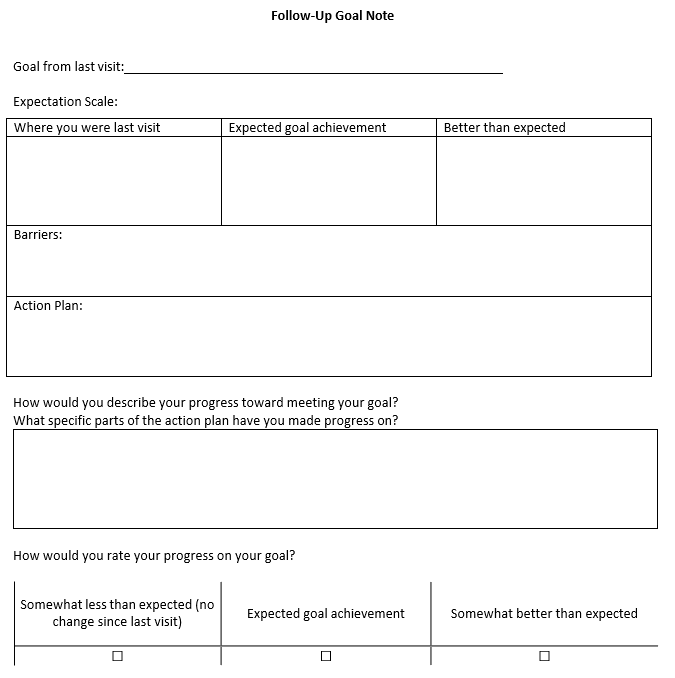 Follow-Up Goal Note
Goal from last visit:
Expectation Scale:
Where you were last visit
Expected goal achievement
Better than expected
Barriers:
Action Plan:
How would you describe your progress toward meeting your goal?
What specific parts of the action plan have you made progress on?
How would you rate your progress on your goal?
Somewhat less than expected (no
change since last visit)
Expected goal achievement
Somewhat better than expected
☐ ☐ ☐